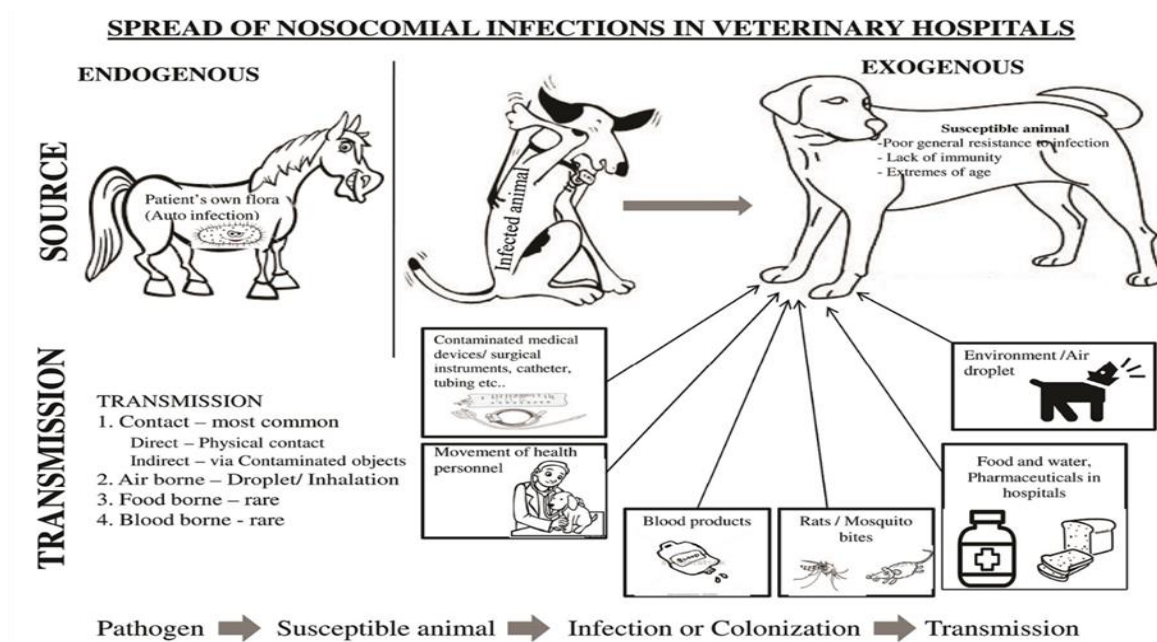 SPREAD OF NOSOCOMIAL INFECTIONS IN VETERINARY HOSPITALS
ENDOGENOUS
EXOGENOUS
SOURCE
Patient's own flora
(Auto infection)
Infected animal
Susceptible animal
-Poor general resistance to infection
- Lack of immunity
- Extremes of age
TRANSMISSION
TRANSMISSION
1. Contact – most common
Direct – Physical contact
Indirect – via Contaminated objects
2. Air borne – Droplet/ Inhalation
3. Food borne – rare
4. Blood borne - rare
Contaminated medical
devices/ surgical
instruments, catheter,
tubing etc..
Movement of health
personnel
Blood products
BLOOD
Rats / Mosquito
bites
Environment /Air
droplet
Food and water,
Pharmaceuticals in
hospitals
Pathogen Susceptible animal Infection or Colonization Transmission